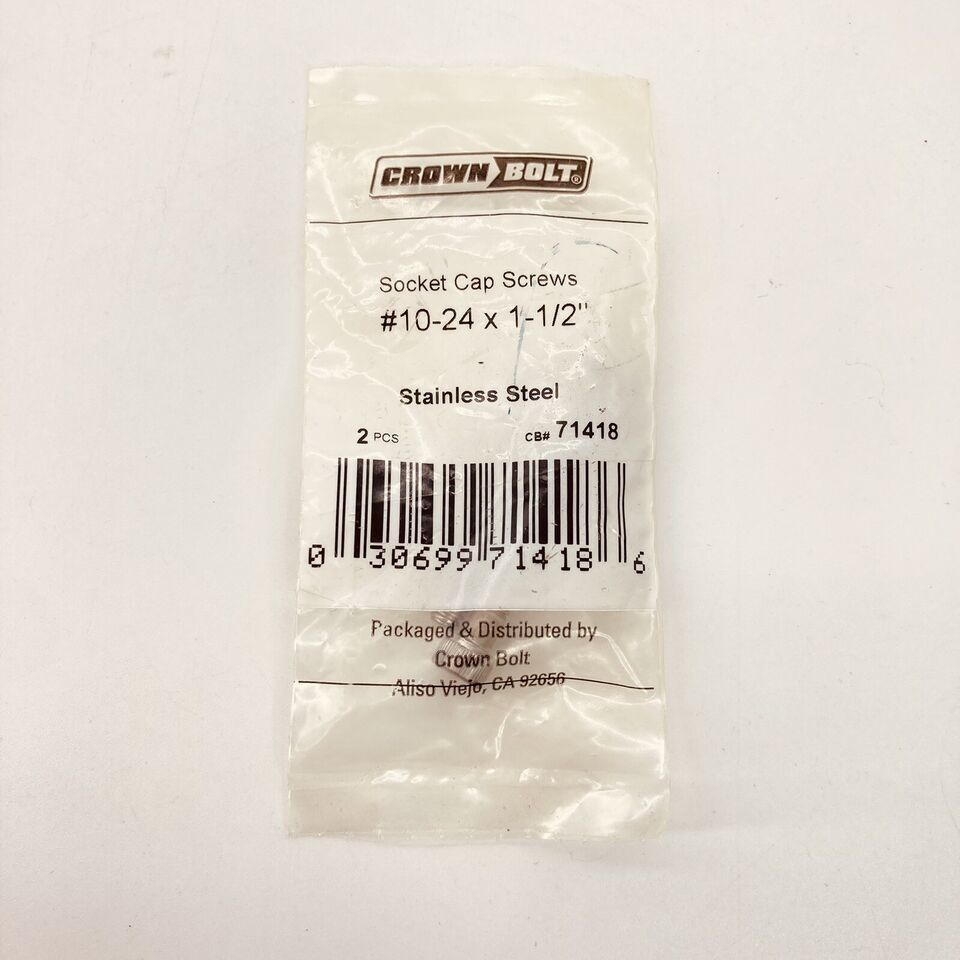 CROWN BOLT®
Socket Cap Screws
#10-24 x 1-1/2"
Stainless Steel
2 PCS CB# 71418
0 30699 71418 6
Packaged & Distributed by
Crown Bolt
Aliso Viejo, CA 92656